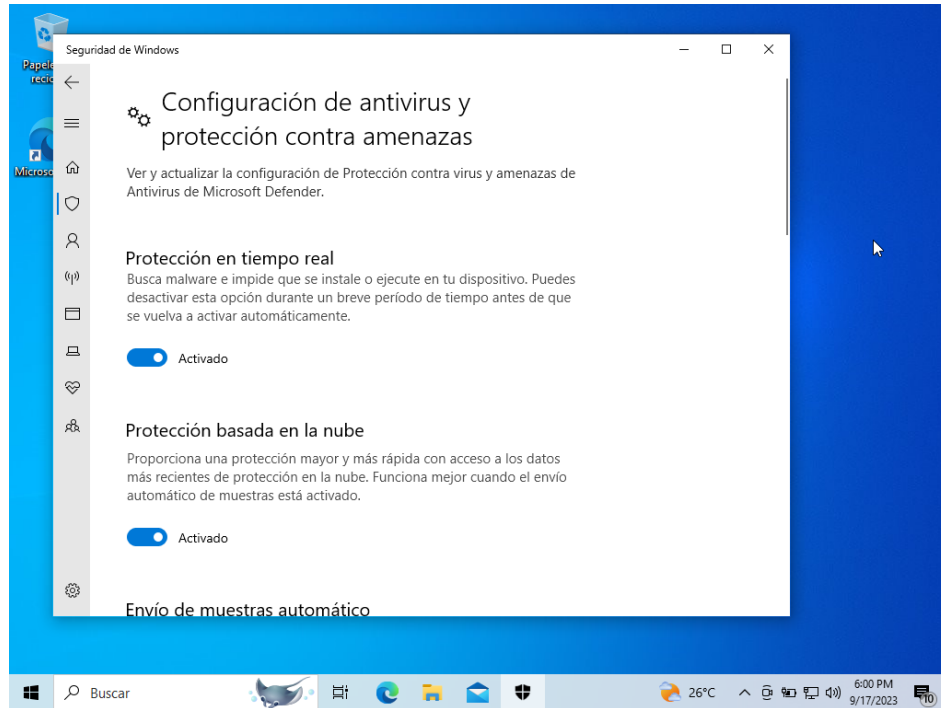 Seguridad de Windows
Configuración de antivirus y
protección contra amenazas
Ver y actualizar la configuración de Protección contra virus y amenazas de
Antivirus de Microsoft Defender.
Protección en tiempo real
Busca malware e impide que se instale o ejecute en tu dispositivo. Puedes
desactivar esta opción durante un breve período de tiempo antes de que
se vuelva a activar automáticamente.
Activado
Protección basada en la nube
Proporciona una protección mayor y más rápida con acceso a los datos
más recientes de protección en la nube. Funciona mejor cuando el envío
automático de muestras está activado.
Activado
Envío de muestras automático
Buscar
26°C
6:00 PM
9/17/2023
10